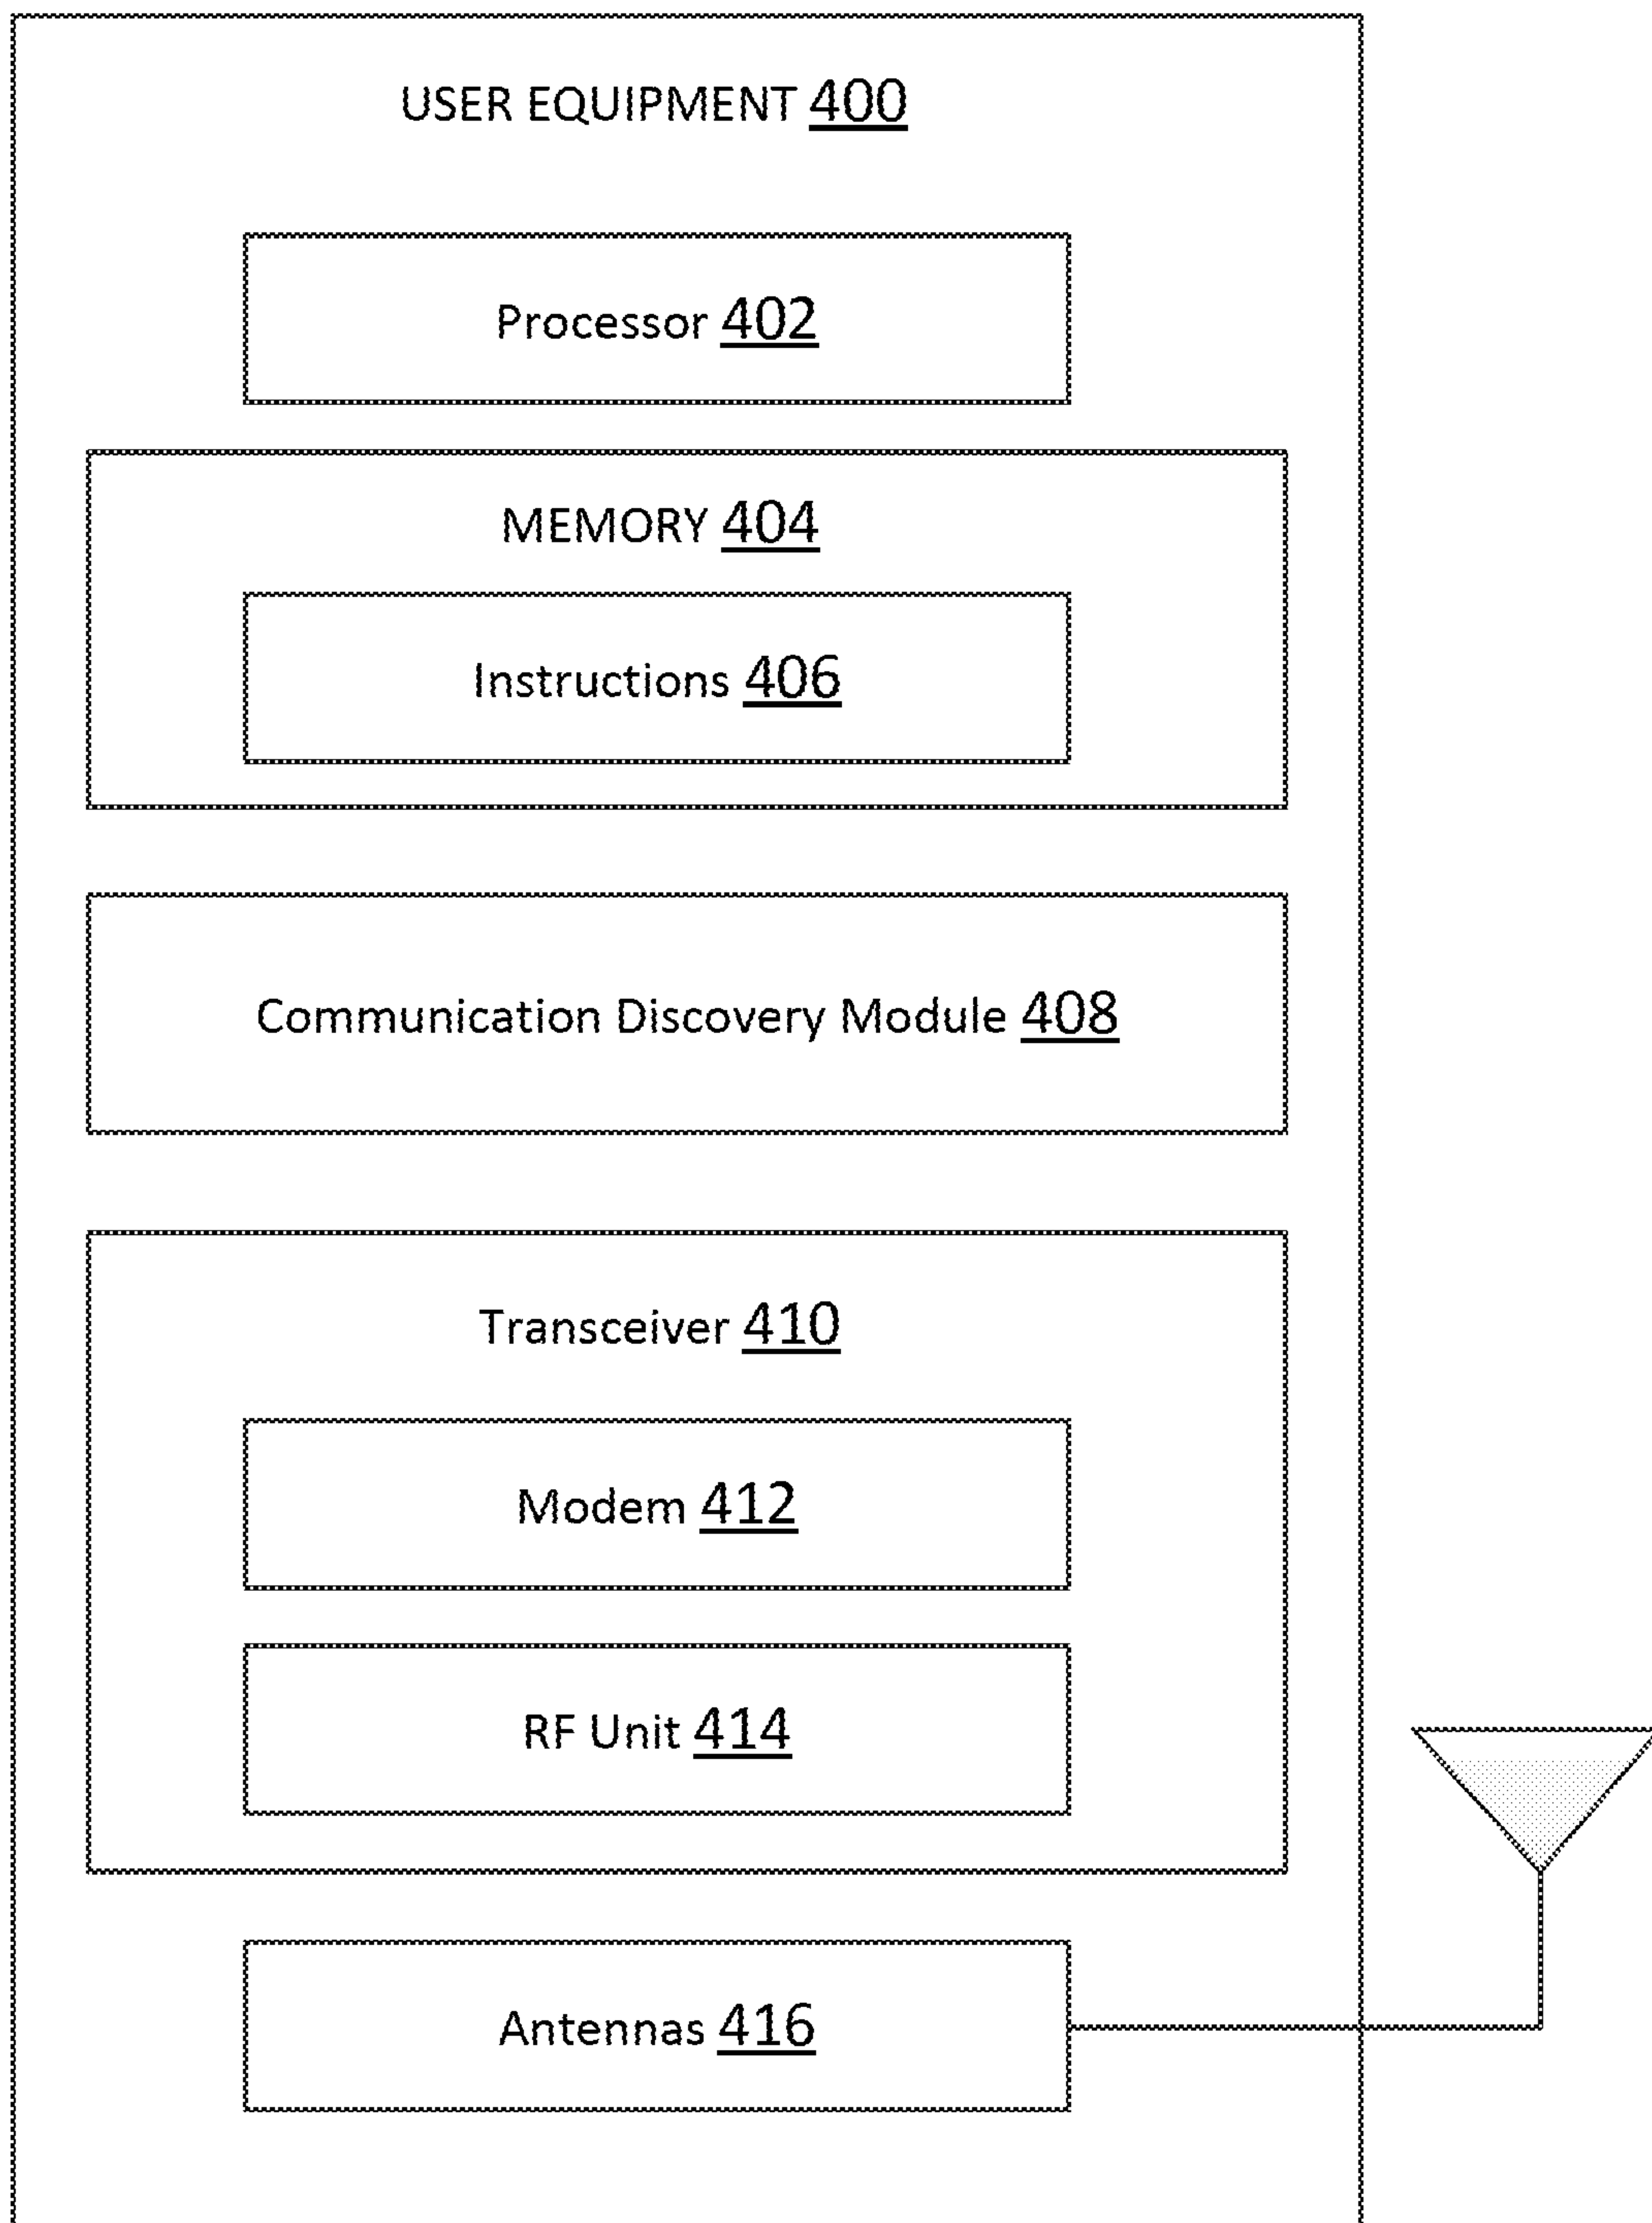 USER EQUIPMENT 400
Processor 402
MEMORY 404
Instructions 406
Communication Discovery Module 408
Transceiver 410
Modem 412
RF Unit 414
Antennas 416